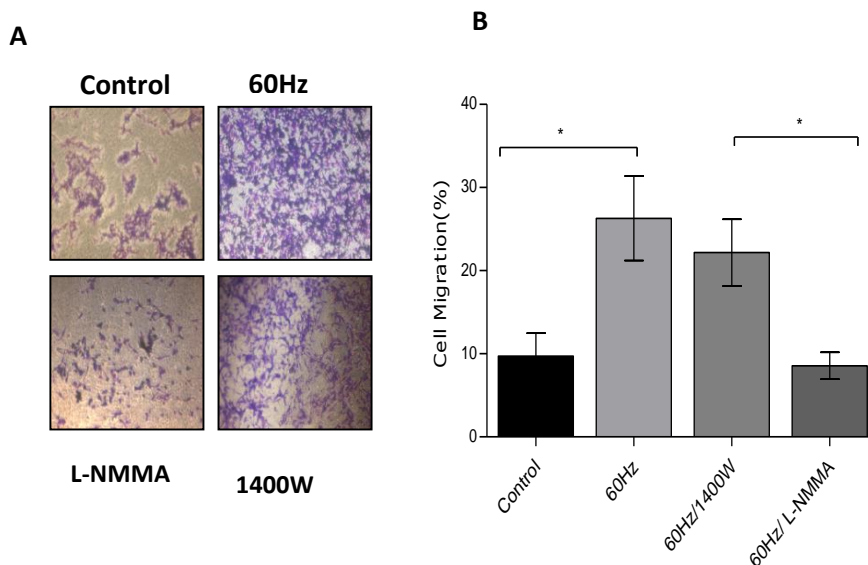 A
Control 60Hz
L-NMMA 1400W
B
Cell Migration(%)
40
30
20
10
0
* *
Control
60Hz
60Hz/1400W
60Hz/ L-NMMA